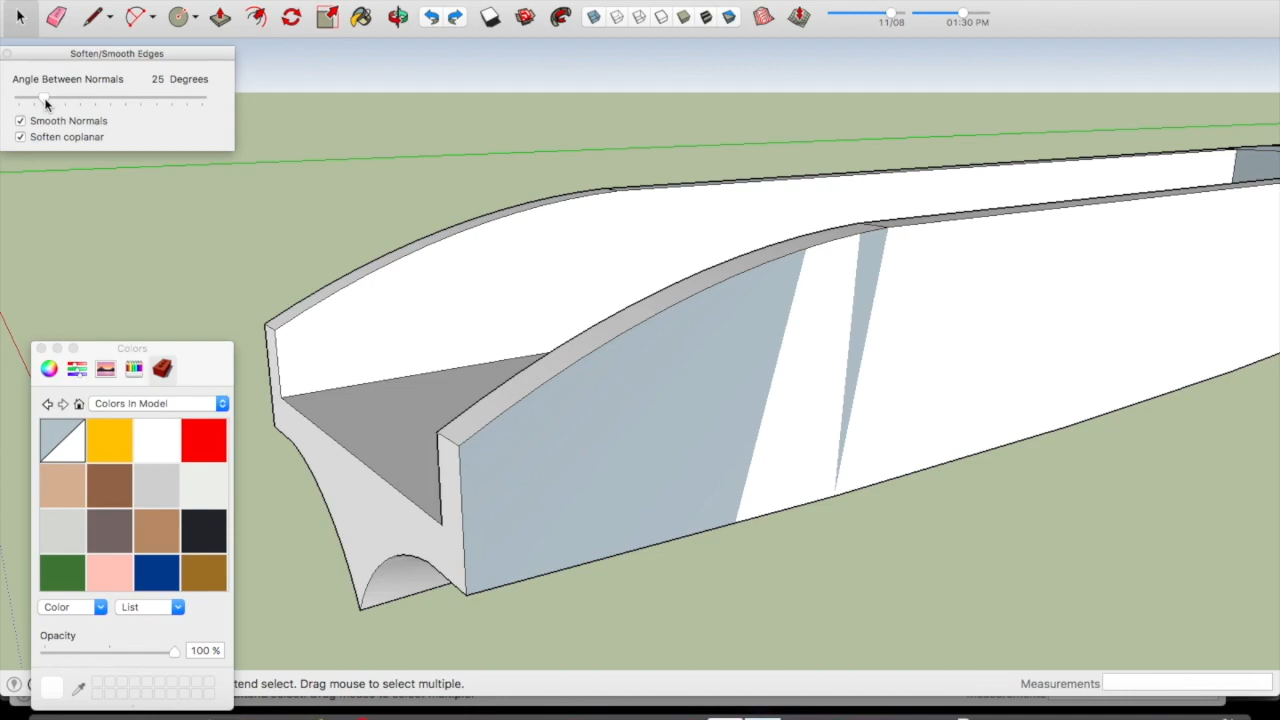 11/08 01:30 PM
Soften/Smooth Edges
Angle Between Normals 25 Degrees
Smooth Normals
Soften coplanar
Colors
Colors In Model
Color List
Opacity
100 %
tend select. Drag mouse to select multiple.
Measurements